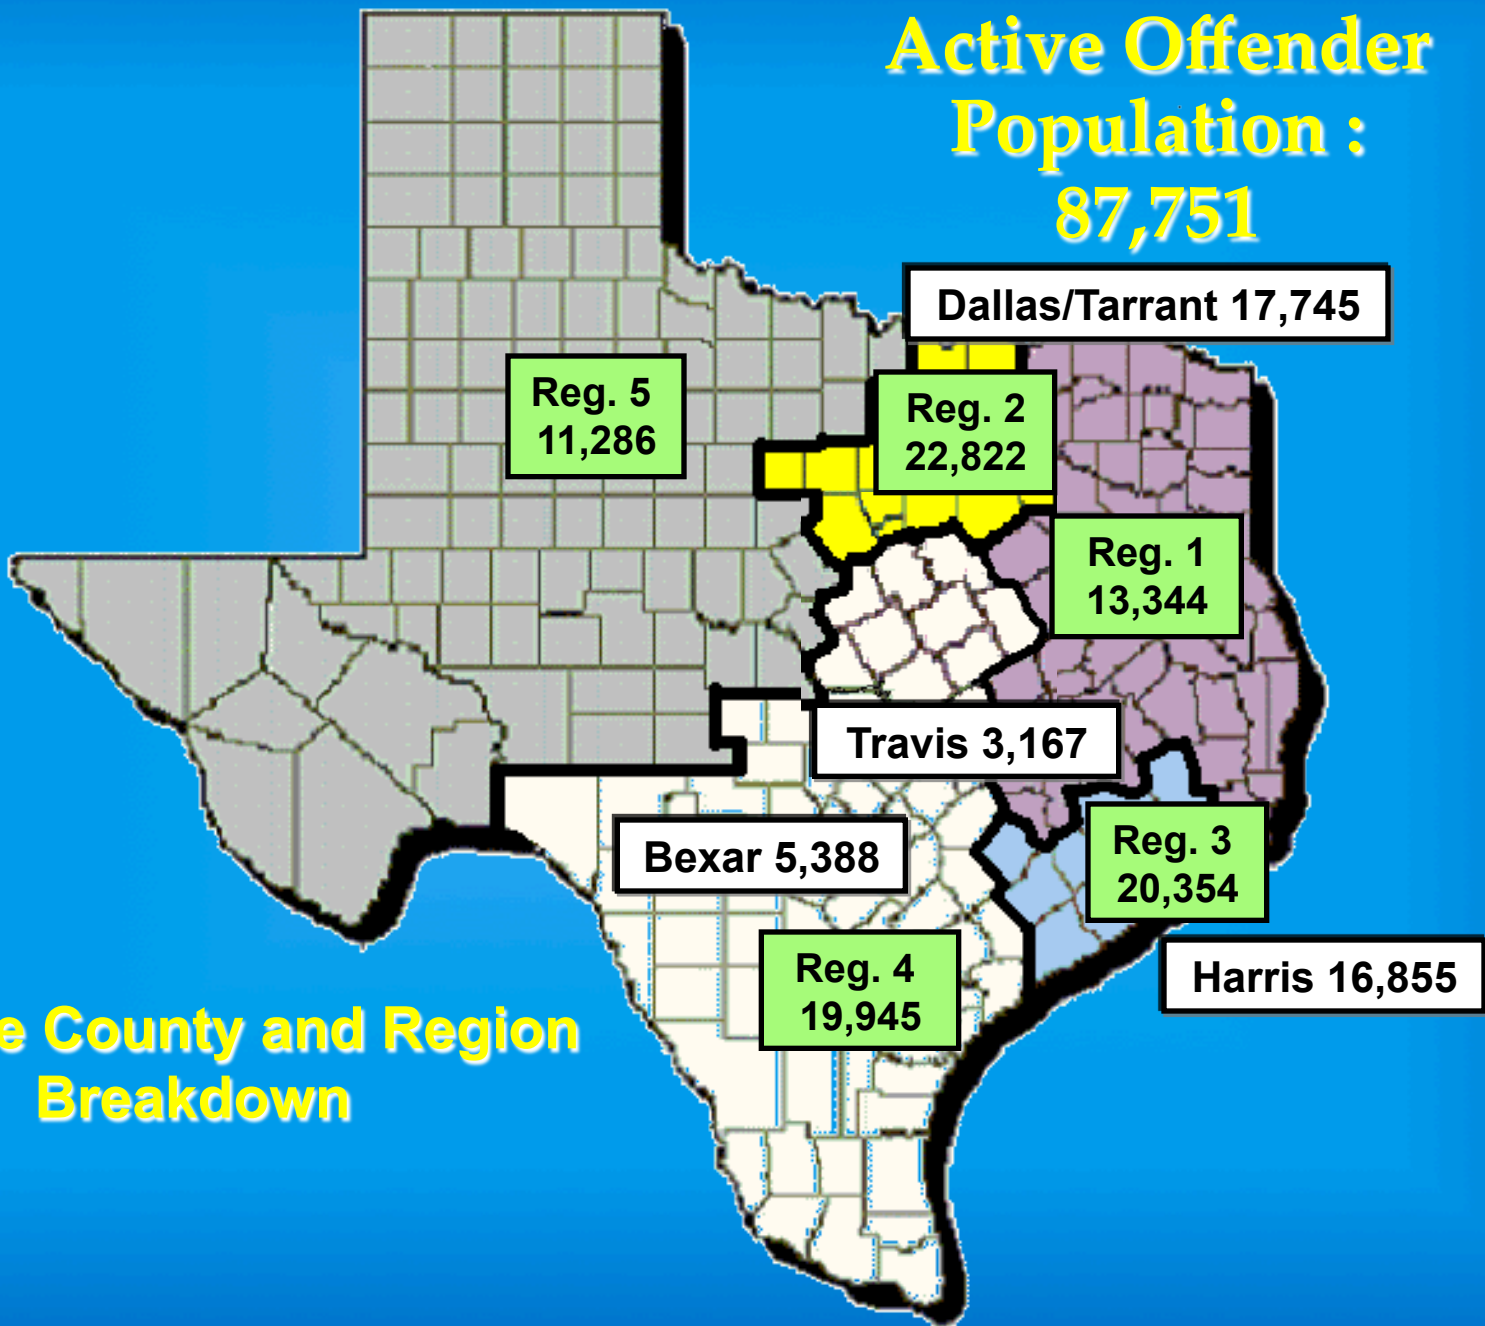 Active Offender
Population :
87,751
Dallas/Tarrant 17,745
Reg. 5
11,286
Reg. 2
22,822
Reg. 1
13,344
Travis 3,167
Bexar 5,388
Reg. 3
20,354
Reg. 4
19,945
Harris 16,855
e County and Region
Breakdown